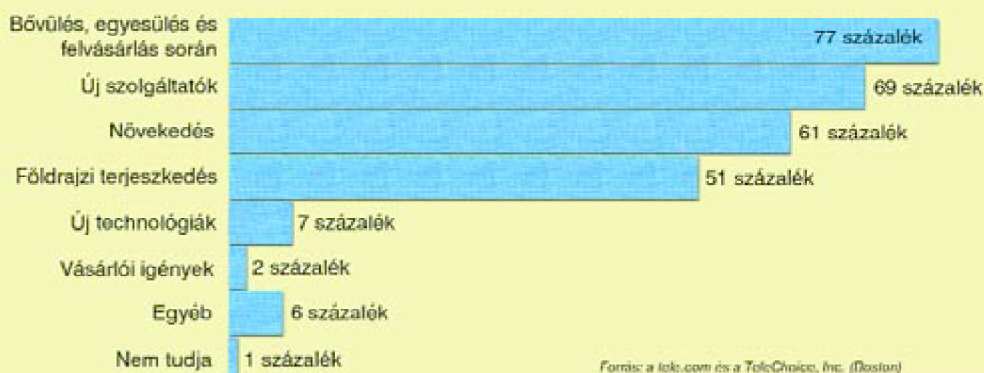 Bővülés, egyesülés és
felvásárlás során
77 százalék
Új szolgáltatók
69 százalék
Növekedés
61 százalék
Földrajzi terjeszkedés
51 százalék
Új technológiák
7 százalék
Vásárlói igények
2 százalék
Egyéb
6 százalék
Nem tudja
1 százalék
Forrás: a tele.com és a TeleChoice, Inc. (Boston)